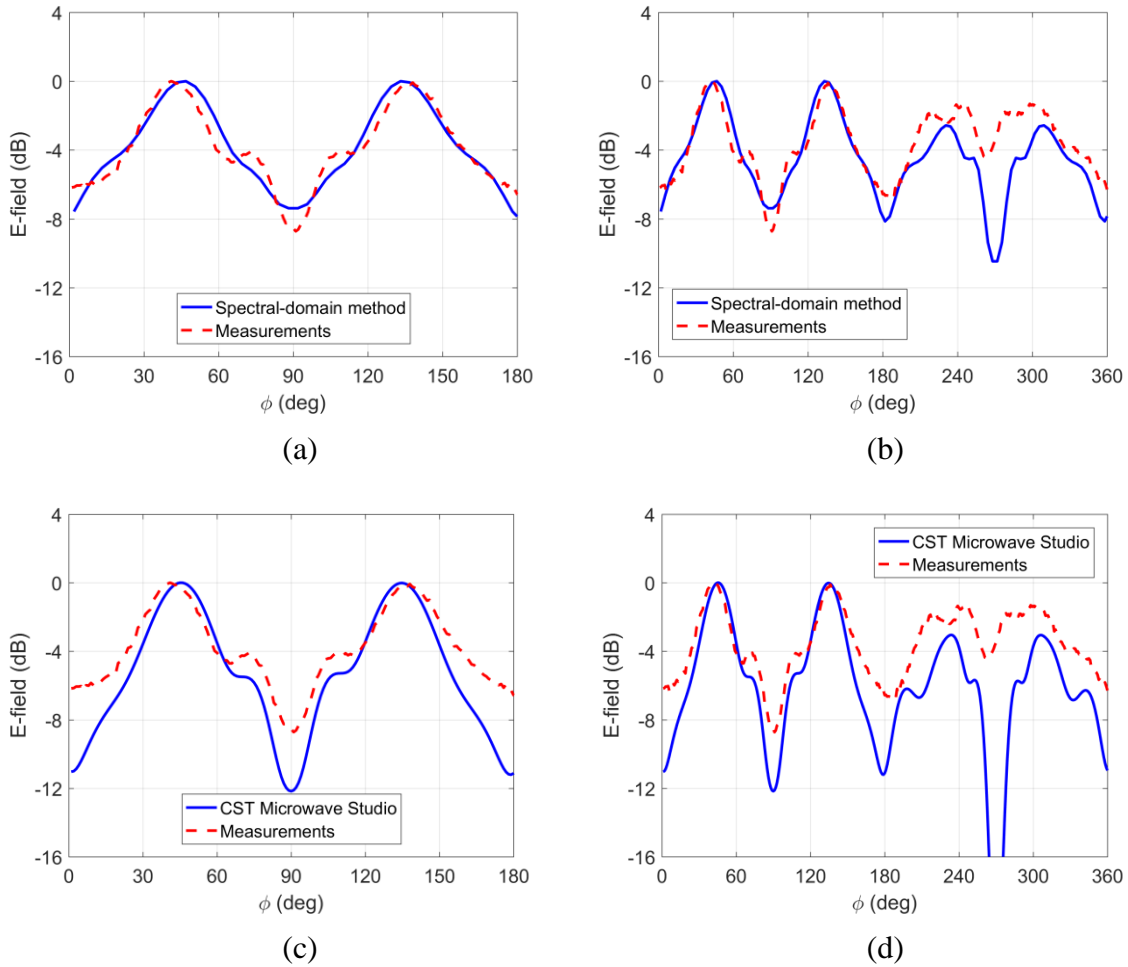 4
0
-4
-8
-12
-16
E-field (dB)
Spectral-domain method
Measurements
0 30 60 90 120 150 180
ϕ (deg)
(a)
4
0
-4
-8
-12
-16
E-field (dB)
Spectral-domain method
Measurements
0 60 120 180 240 300 360
ϕ (deg)
(b)
4
0
-4
-8
-12
-16
E-field (dB)
CST Microwave Studio
Measurements
0 30 60 90 120 150 180
ϕ (deg)
(c)
4
0
-4
-8
-12
-16
E-field (dB)
CST Microwave Studio
Measurements
0 60 120 180 240 300 360
ϕ (deg)
(d)